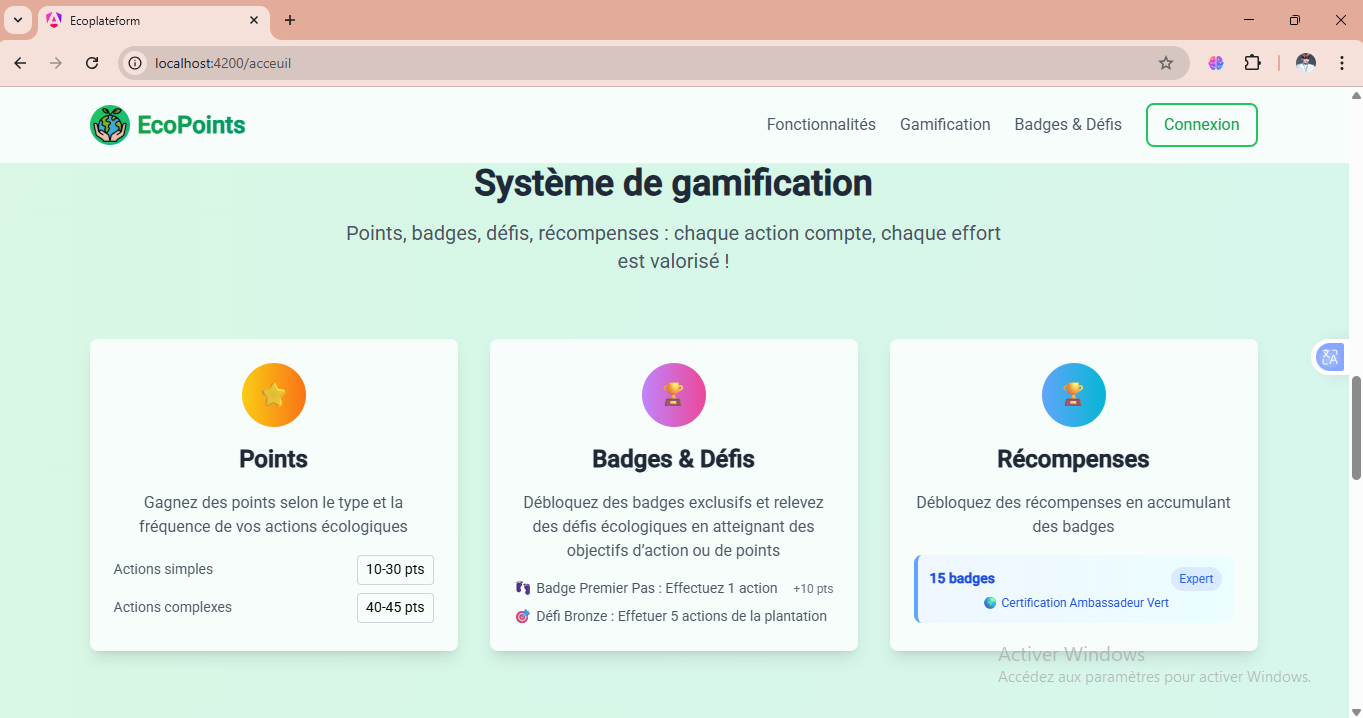 Ecoplateform
localhost:4200/acceuil
EcoPoints
Fonctionnalités
Gamification
Badges & Défis
Connexion
Système de gamification
Points, badges, défis, récompenses : chaque action compte, chaque effort
est valorisé !
Points
Gagnez des points selon le type et la
fréquence de vos actions écologiques
Actions simples
10-30 pts
Actions complexes
40-45 pts
Badges & Défis
Débloquez des badges exclusifs et relevez
des défis écologiques en atteignant des
objectifs d'action ou de points
Badge Premier Pas : Effectuez 1 action
+10 pts
Défi Bronze : Effetuer 5 actions de la plantation
Récompenses
Débloquez des récompenses en accumulant
des badges
15 badges
Expert
Certification Ambassadeur Vert
Activer Windows
Accédez aux paramètres pour activer Windows.